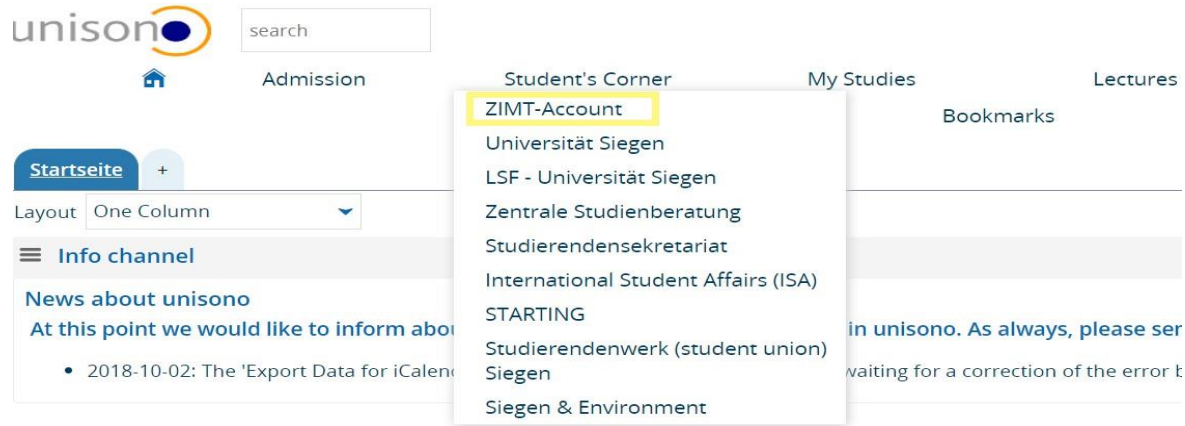 unisono
search
Admission Student's Corner My Studies Lectures
Bookmarks
ZIMT-Account
Universität Siegen
LSF - Universität Siegen
Zentrale Studienberatung
Studierendensekretariat
International Student Affairs (ISA)
STARTING
Studierendenwerk (student union)
Siegen
Siegen & Environment
Startseite +
Layout One Column
Info channel
News about unisono
At this point we would like to inform in unisono. As always, please
• 2018-10-02: The 'Export Data for waiting for a correction of the error